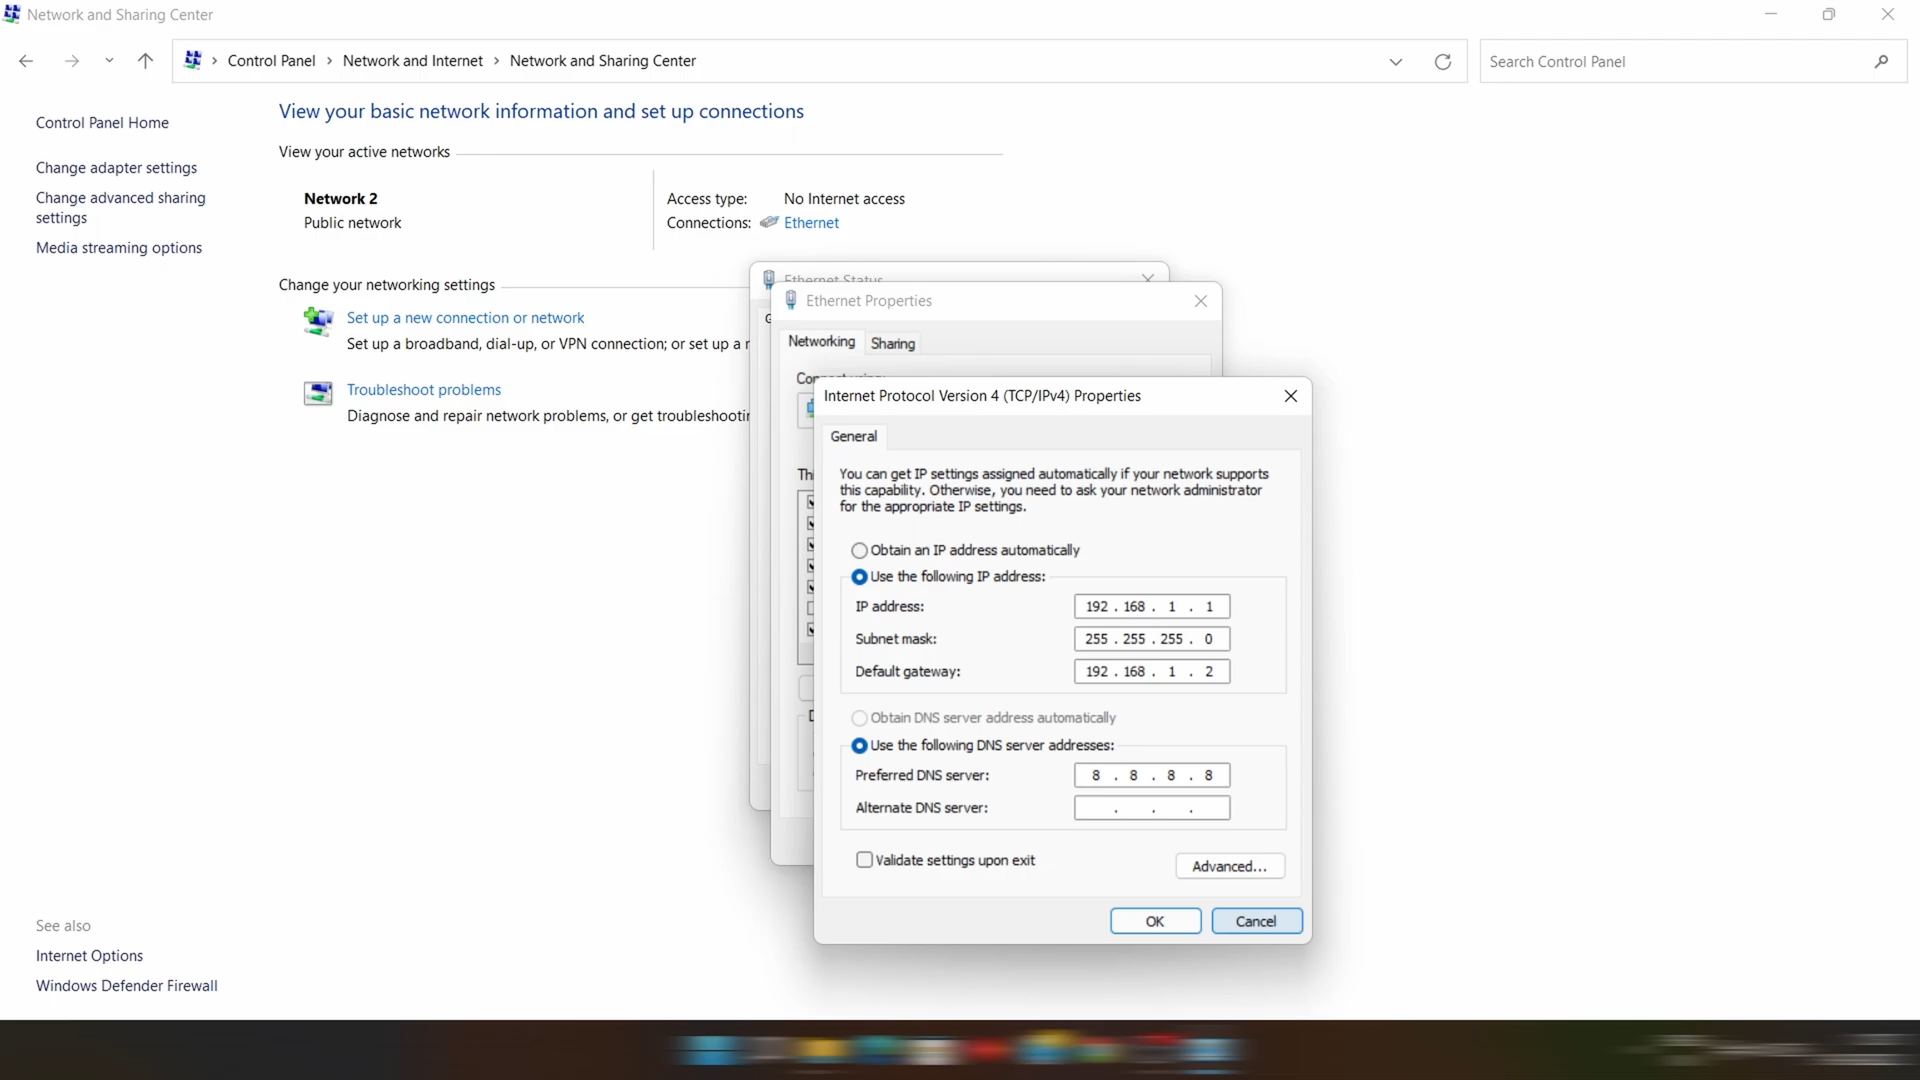 Network and Sharing Center
Control Panel > Network and Internet > Network and Sharing Center
Search Control Panel
Control Panel Home
Change adapter settings
Change advanced sharing
settings
Media streaming options
See also
Internet Options
Windows Defender Firewall
View your basic network information and set up connections
View your active networks
Network 2
Public network
Access type: No Internet access
Connections: Ethernet
Change your networking settings
Set up a new connection or network
Set up a broadband, dial-up, or VPN connection; or set up a r
Troubleshoot problems
Diagnose and repair network problems, or get troubleshootin
Ethernet Status
Ethernet Properties
Networking
Sharing
Internet Protocol Version 4 (TCP/IPv4) Properties
General
You can get IP settings assigned automatically if your network supports
this capability. Otherwise, you need to ask your network administrator
for the appropriate IP settings.
Obtain an IP address automatically
Use the following IP address:
IP address: 192 . 168 . 1 . 1
Subnet mask: 255 . 255 . 255 . 0
Default gateway: 192 . 168 . 1 . 2
Obtain DNS server address automatically
Use the following DNS server addresses:
Preferred DNS server: 8 . 8 . 8 . 8
Alternate DNS server: . . .
Validate settings upon exit
Advanced...
OK
Cancel